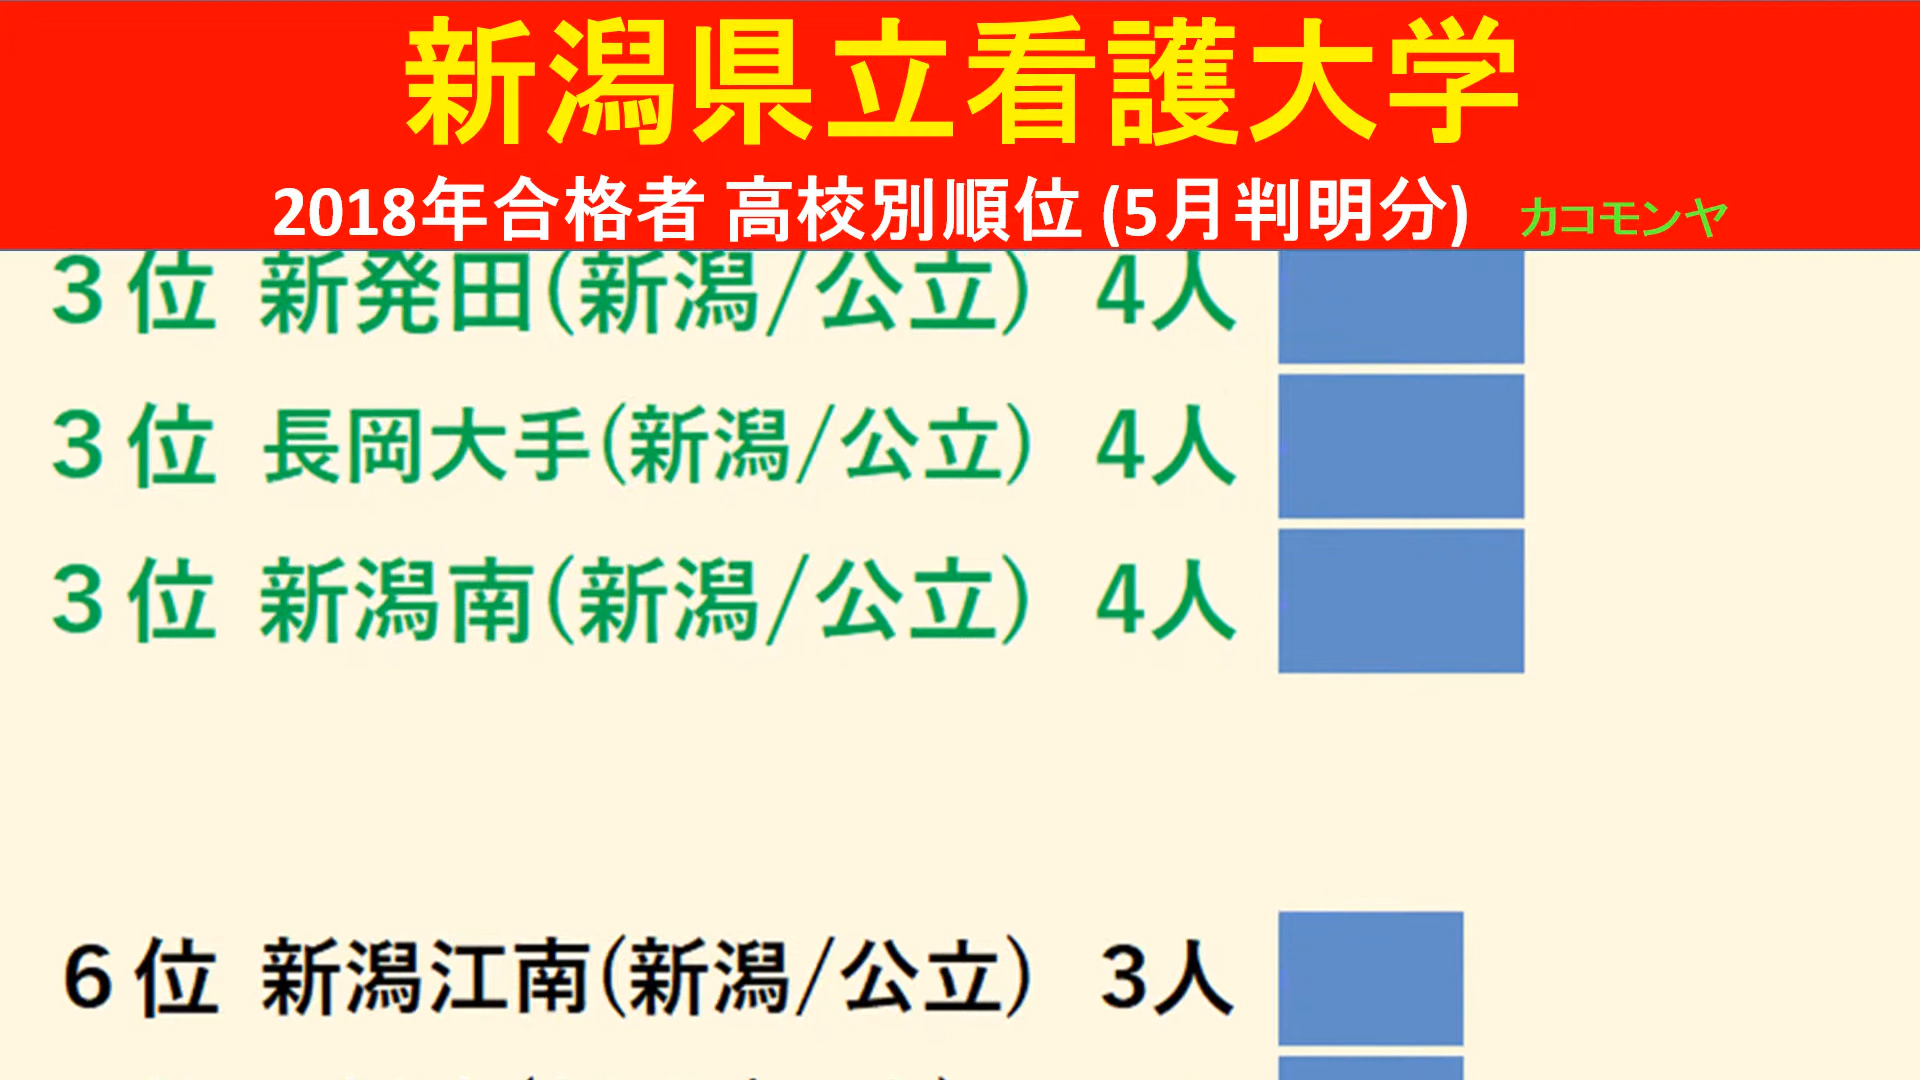 新潟県立看護大学
2018年合格者 高校別順位 (5月判明分) カコモンヤ
3位 新発田(新潟/公立) 4人
3位 長岡大手(新潟/公立) 4人
3位 新潟南(新潟/公立) 4人
6位 新潟江南(新潟/公立) 3人